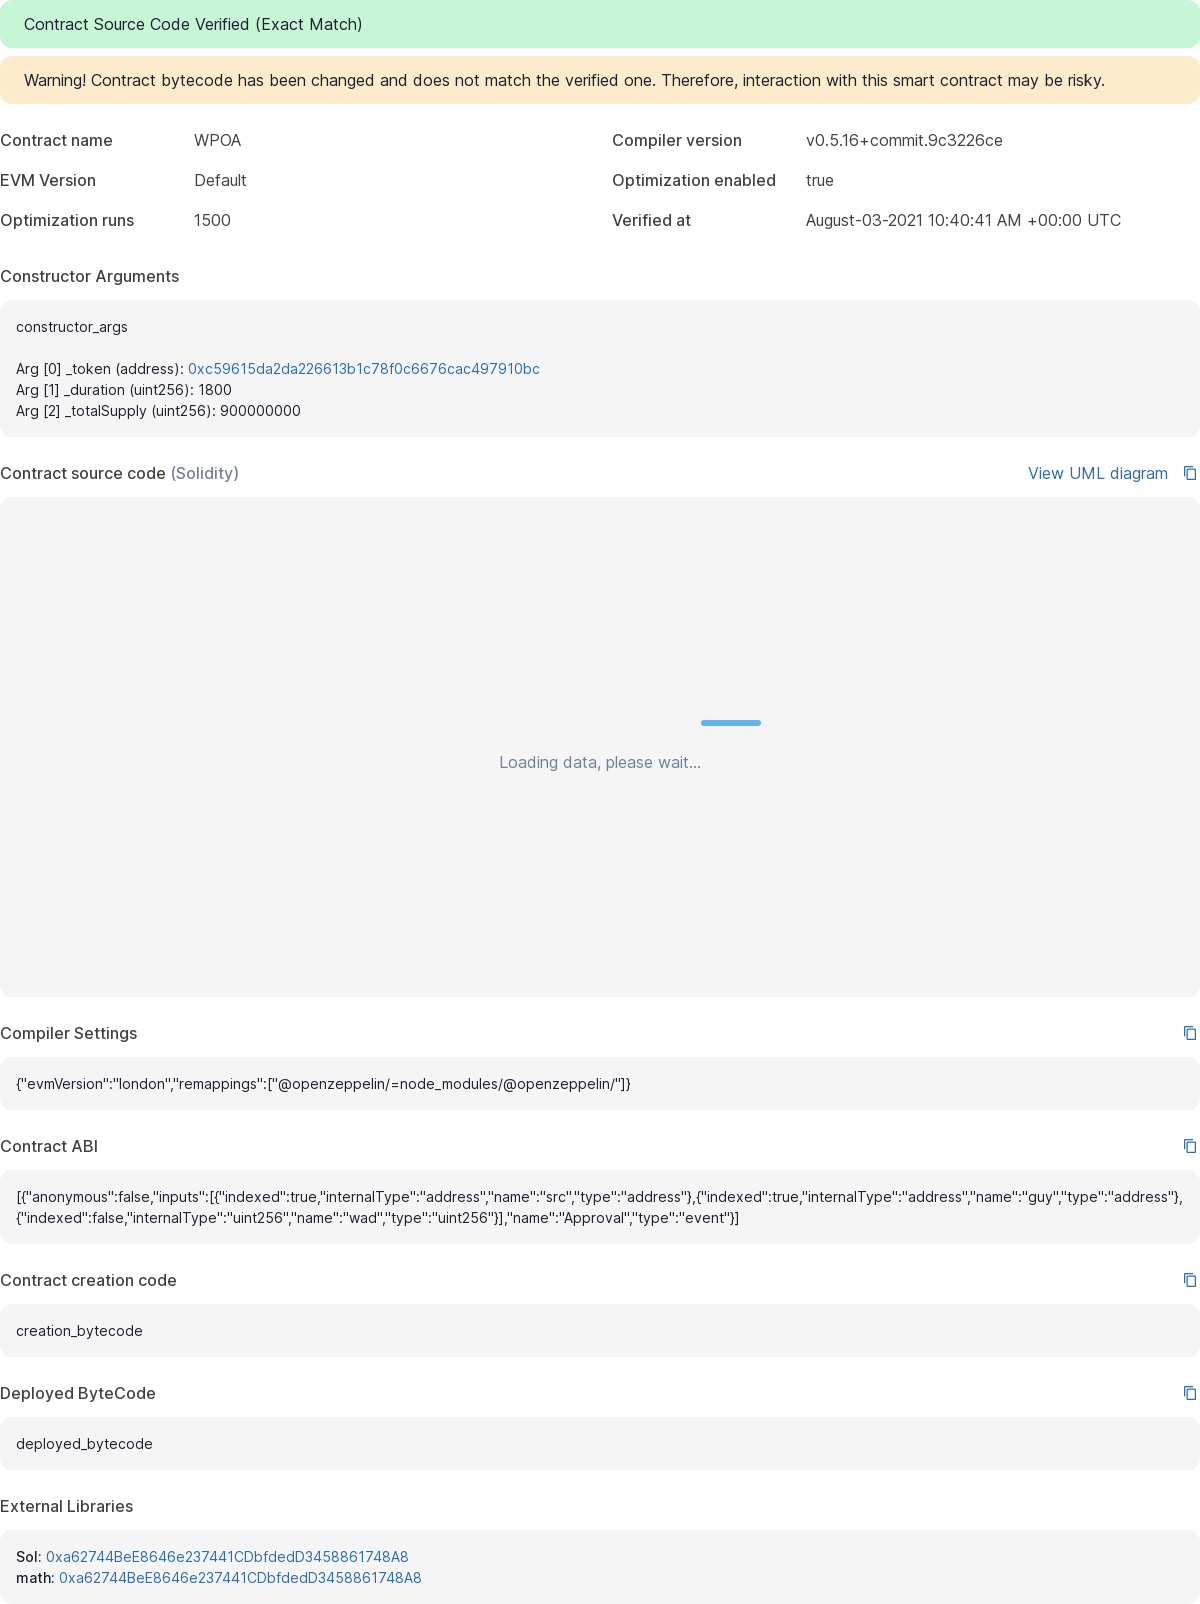 Contract Source Code Verified (Exact Match)
Warning! Contract bytecode has been changed and does not match the verified one. Therefore, interaction with this smart contract may be risky.
Contract name WPOA Compiler version v0.5.16+commit.9c3226ce
EVM Version Default Optimization enabled true
Optimization runs 1500 Verified at August-03-2021 10:40:41 AM +00:00 UTC
Constructor Arguments
constructor_args
Arg [0] _token (address): 0xc59615da2da226613b1c78f0c6676cac497910bc
Arg [1] _duration (uint256): 1800
Arg [2] _totalSupply (uint256): 900000000
Contract source code (Solidity) View UML diagram
Loading data, please wait...
Compiler Settings
{"evmVersion":"london","remappings":["@openzeppelin/=node_modules/@openzeppelin/"]}
Contract ABI
[{"anonymous":false,"inputs":[{"indexed":true,"internalType":"address","name":"src","type":"address"},{"indexed":true,"internalType":"address","name":"guy","type":"address"},
{"indexed":false,"internalType":"uint256","name":"wad","type":"uint256"}],"name":"Approval","type":"event"}]
Contract creation code
creation_bytecode
Deployed ByteCode
deployed_bytecode
External Libraries
Sol: 0xa62744BeE8646e237441CDbfdedD3458861748A8
math: 0xa62744BeE8646e237441CDbfdedD3458861748A8